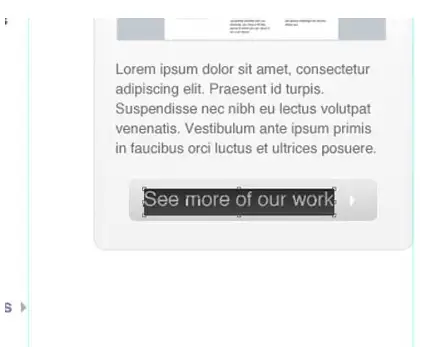 Lorem ipsum dolor sit amet, consectetur
adipiscing elit. Praesent id turpis.
Suspendisse nec nibh eu lectus volutpat
venenatis. Vestibulum ante ipsum primis
in faucibus orci luctus et ultrices posuere.
See more of our work
s